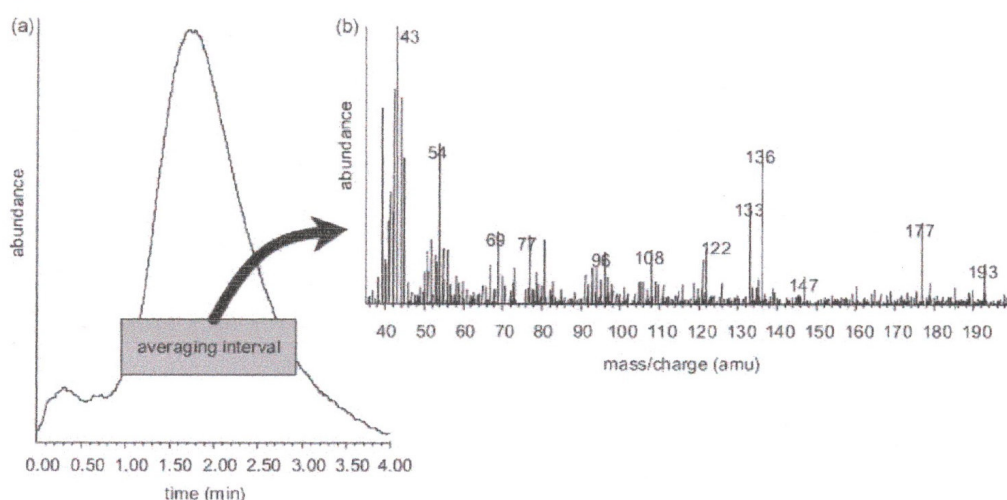 (a)
abundance
averaging interval
0.00 0.50 1.00 1.50 2.00 2.50 3.00 3.50 4.00
time (min)
(b)
abundance
43
54
69
77
96
108
122
133
136
147
177
193
40 50 60 70 80 90 100 110 120 130 140 150 160 170 180 190
mass/charge (amu)